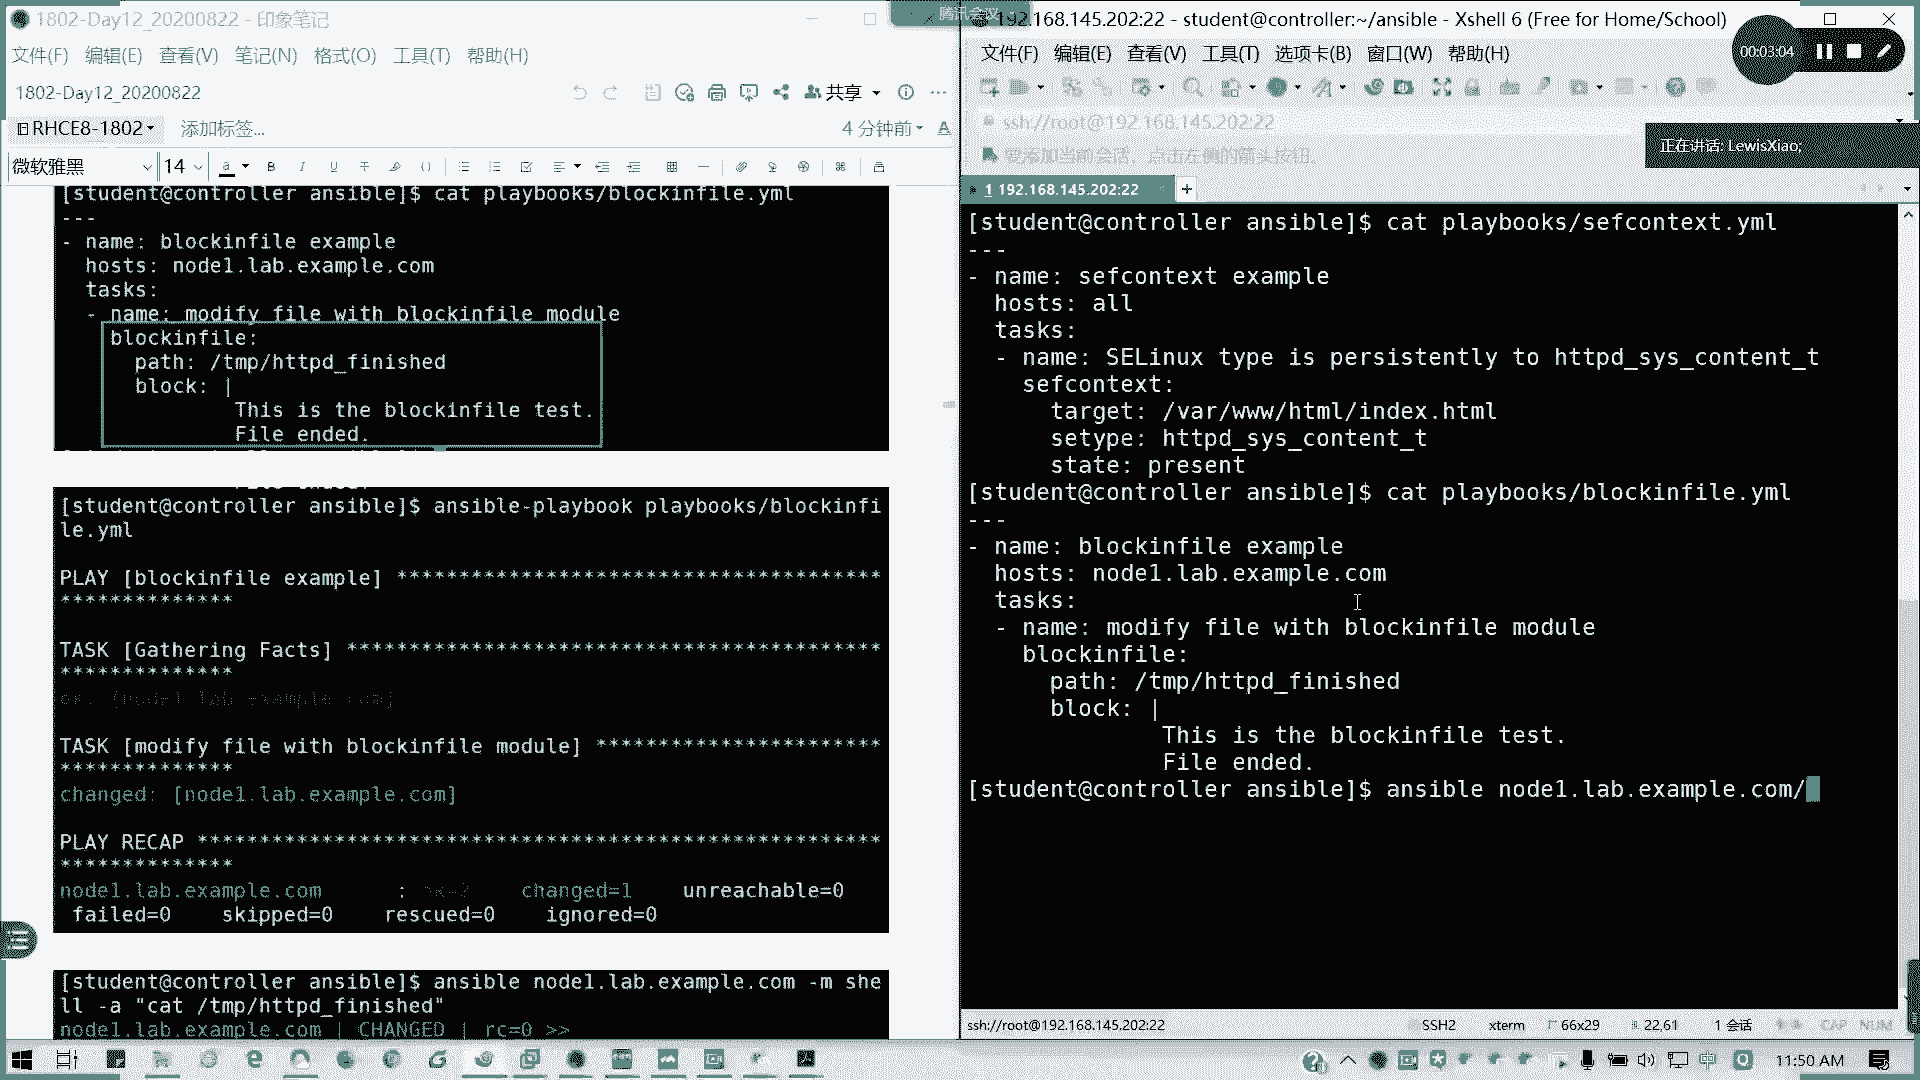 1802-Day12_20200822 - 印象笔记
文件(F) 编辑(E) 查看(V) 笔记(N) 格式(O) 工具(T) 帮助(H)
1802-Day12_20200822
共享
RHCE8-1802
添加标签...
4 分钟前
微软雅黑
14
[student@controller ansible]$ cat playbooks/blockinfile.yml
---
- name: blockinfile example
  hosts: node1.lab.example.com
  tasks:
  - name: modify file with blockinfile module
    blockinfile:
      path: /tmp/httpd_finished
      block: |
              This is the blockinfile test.
              File ended.
[student@controller ansible]$ ansible-playbook playbooks/blockinfi
le.yml
PLAY [blockinfile example] ***************************************
**************
TASK [Gathering Facts] *******************************************
**************
ok: [node1.lab.example.com]
TASK [modify file with blockinfile module] ***********************
**************
changed: [node1.lab.example.com]
PLAY RECAP *******************************************************
**************
node1.lab.example.com      : ok=2    changed=1    unreachable=0
 failed=0    skipped=0    rescued=0    ignored=0
[student@controller ansible]$ ansible node1.lab.example.com -m she
ll -a "cat /tmp/httpd_finished"
node1.lab.example.com | CHANGED | rc=0 >>
腾讯会议
192.168.145.202:22 - student@controller:~/ansible - Xshell 6 (Free for Home/School)
文件(F) 编辑(E) 查看(V) 工具(T) 选项卡(B) 窗口(W) 帮助(H)
00:03:04
ssh://root@192.168.145.202:22
要添加当前会话，点击左侧的箭头按钮。
正在讲话: LewisXiao;
1 192.168.145.202:22
[student@controller ansible]$ cat playbooks/sefcontext.yml
---
- name: sefcontext example
  hosts: all
  tasks:
  - name: SELinux type is persistently to httpd_sys_content_t
    sefcontext:
      target: /var/www/html/index.html
      setype: httpd_sys_content_t
      state: present
[student@controller ansible]$ cat playbooks/blockinfile.yml
---
- name: blockinfile example
  hosts: node1.lab.example.com
  tasks:
  - name: modify file with blockinfile module
    blockinfile:
      path: /tmp/httpd_finished
      block: |
              This is the blockinfile test.
              File ended.
[student@controller ansible]$ ansible node1.lab.example.com/
ssh://root@192.168.145.202:22
SSH2
xterm
66x29
22,61
1 会话
CAP NUM
中
11:50 AM